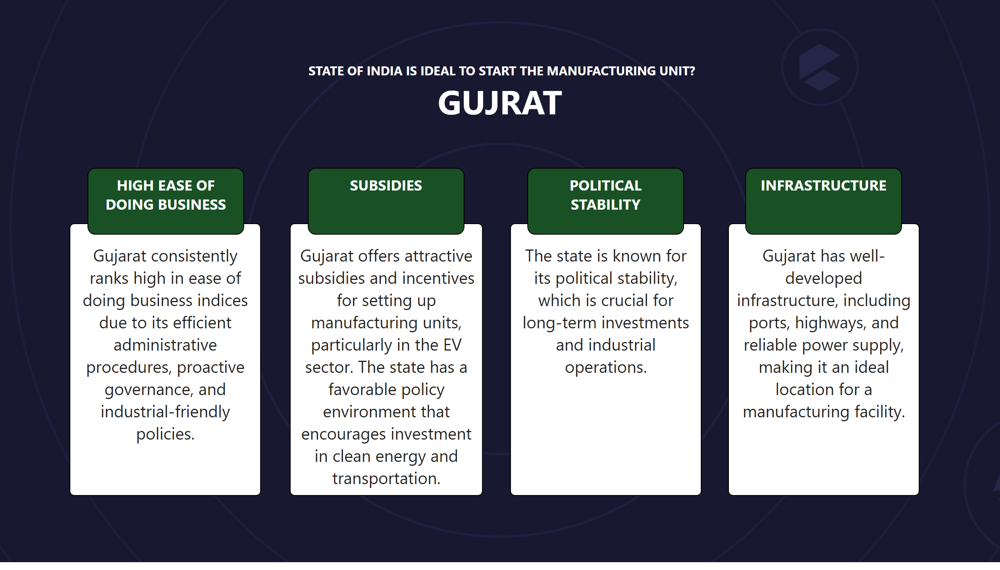 STATE OF INDIA IS IDEAL TO START THE MANUFACTURING UNIT?
GUJRAT
HIGH EASE OF
DOING BUSINESS
Gujarat consistently
ranks high in ease of
doing business indices
due to its efficient
administrative
procedures, proactive
governance, and
industrial-friendly
policies.
SUBSIDIES
Gujarat offers attractive
subsidies and incentives
for setting up
manufacturing units,
particularly in the EV
sector. The state has a
favorable policy
environment that
encourages investment
in clean energy and
transportation.
POLITICAL
STABILITY
The state is known for
its political stability,
which is crucial for
long-term investments
and industrial
operations.
INFRASTRUCTURE
Gujarat has well-
developed
infrastructure, including
ports, highways, and
reliable power supply,
making it an ideal
location for a
manufacturing facility.